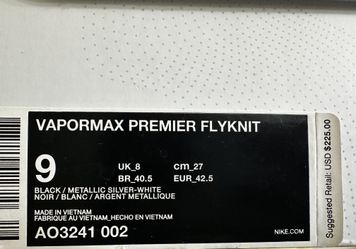 VAPORMAX PREMIER FLYKNIT
9
UK_8
cm_27
BR_40.5
EUR_42.5
BLACK / METALLIC SILVER-WHITE
NOIR / BLANC / ARGENT METALLIQUE
MADE IN VIETNAM
FABRIQUE AU VIETNAM_HECHO EN VIETNAM
AO3241 002
NIKE.COM
Suggested Retail: USD $225.00